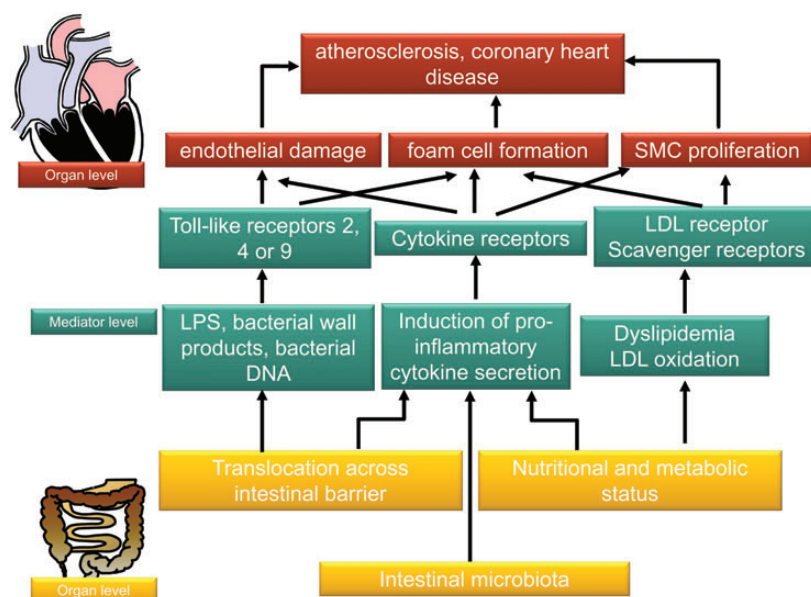 atherosclerosis, coronary heart
disease
endothelial damage
foam cell formation
SMC proliferation
Organ level
Toll-like receptors 2,
4 or 9
Cytokine receptors
LDL receptor
Scavenger receptors
Mediator level
LPS, bacterial wall
products, bacterial
DNA
Induction of pro-
inflammatory
cytokine secretion
Dyslipidemia
LDL oxidation
Translocation across
intestinal barrier
Nutritional and metabolic
status
Intestinal microbiota
Organ level